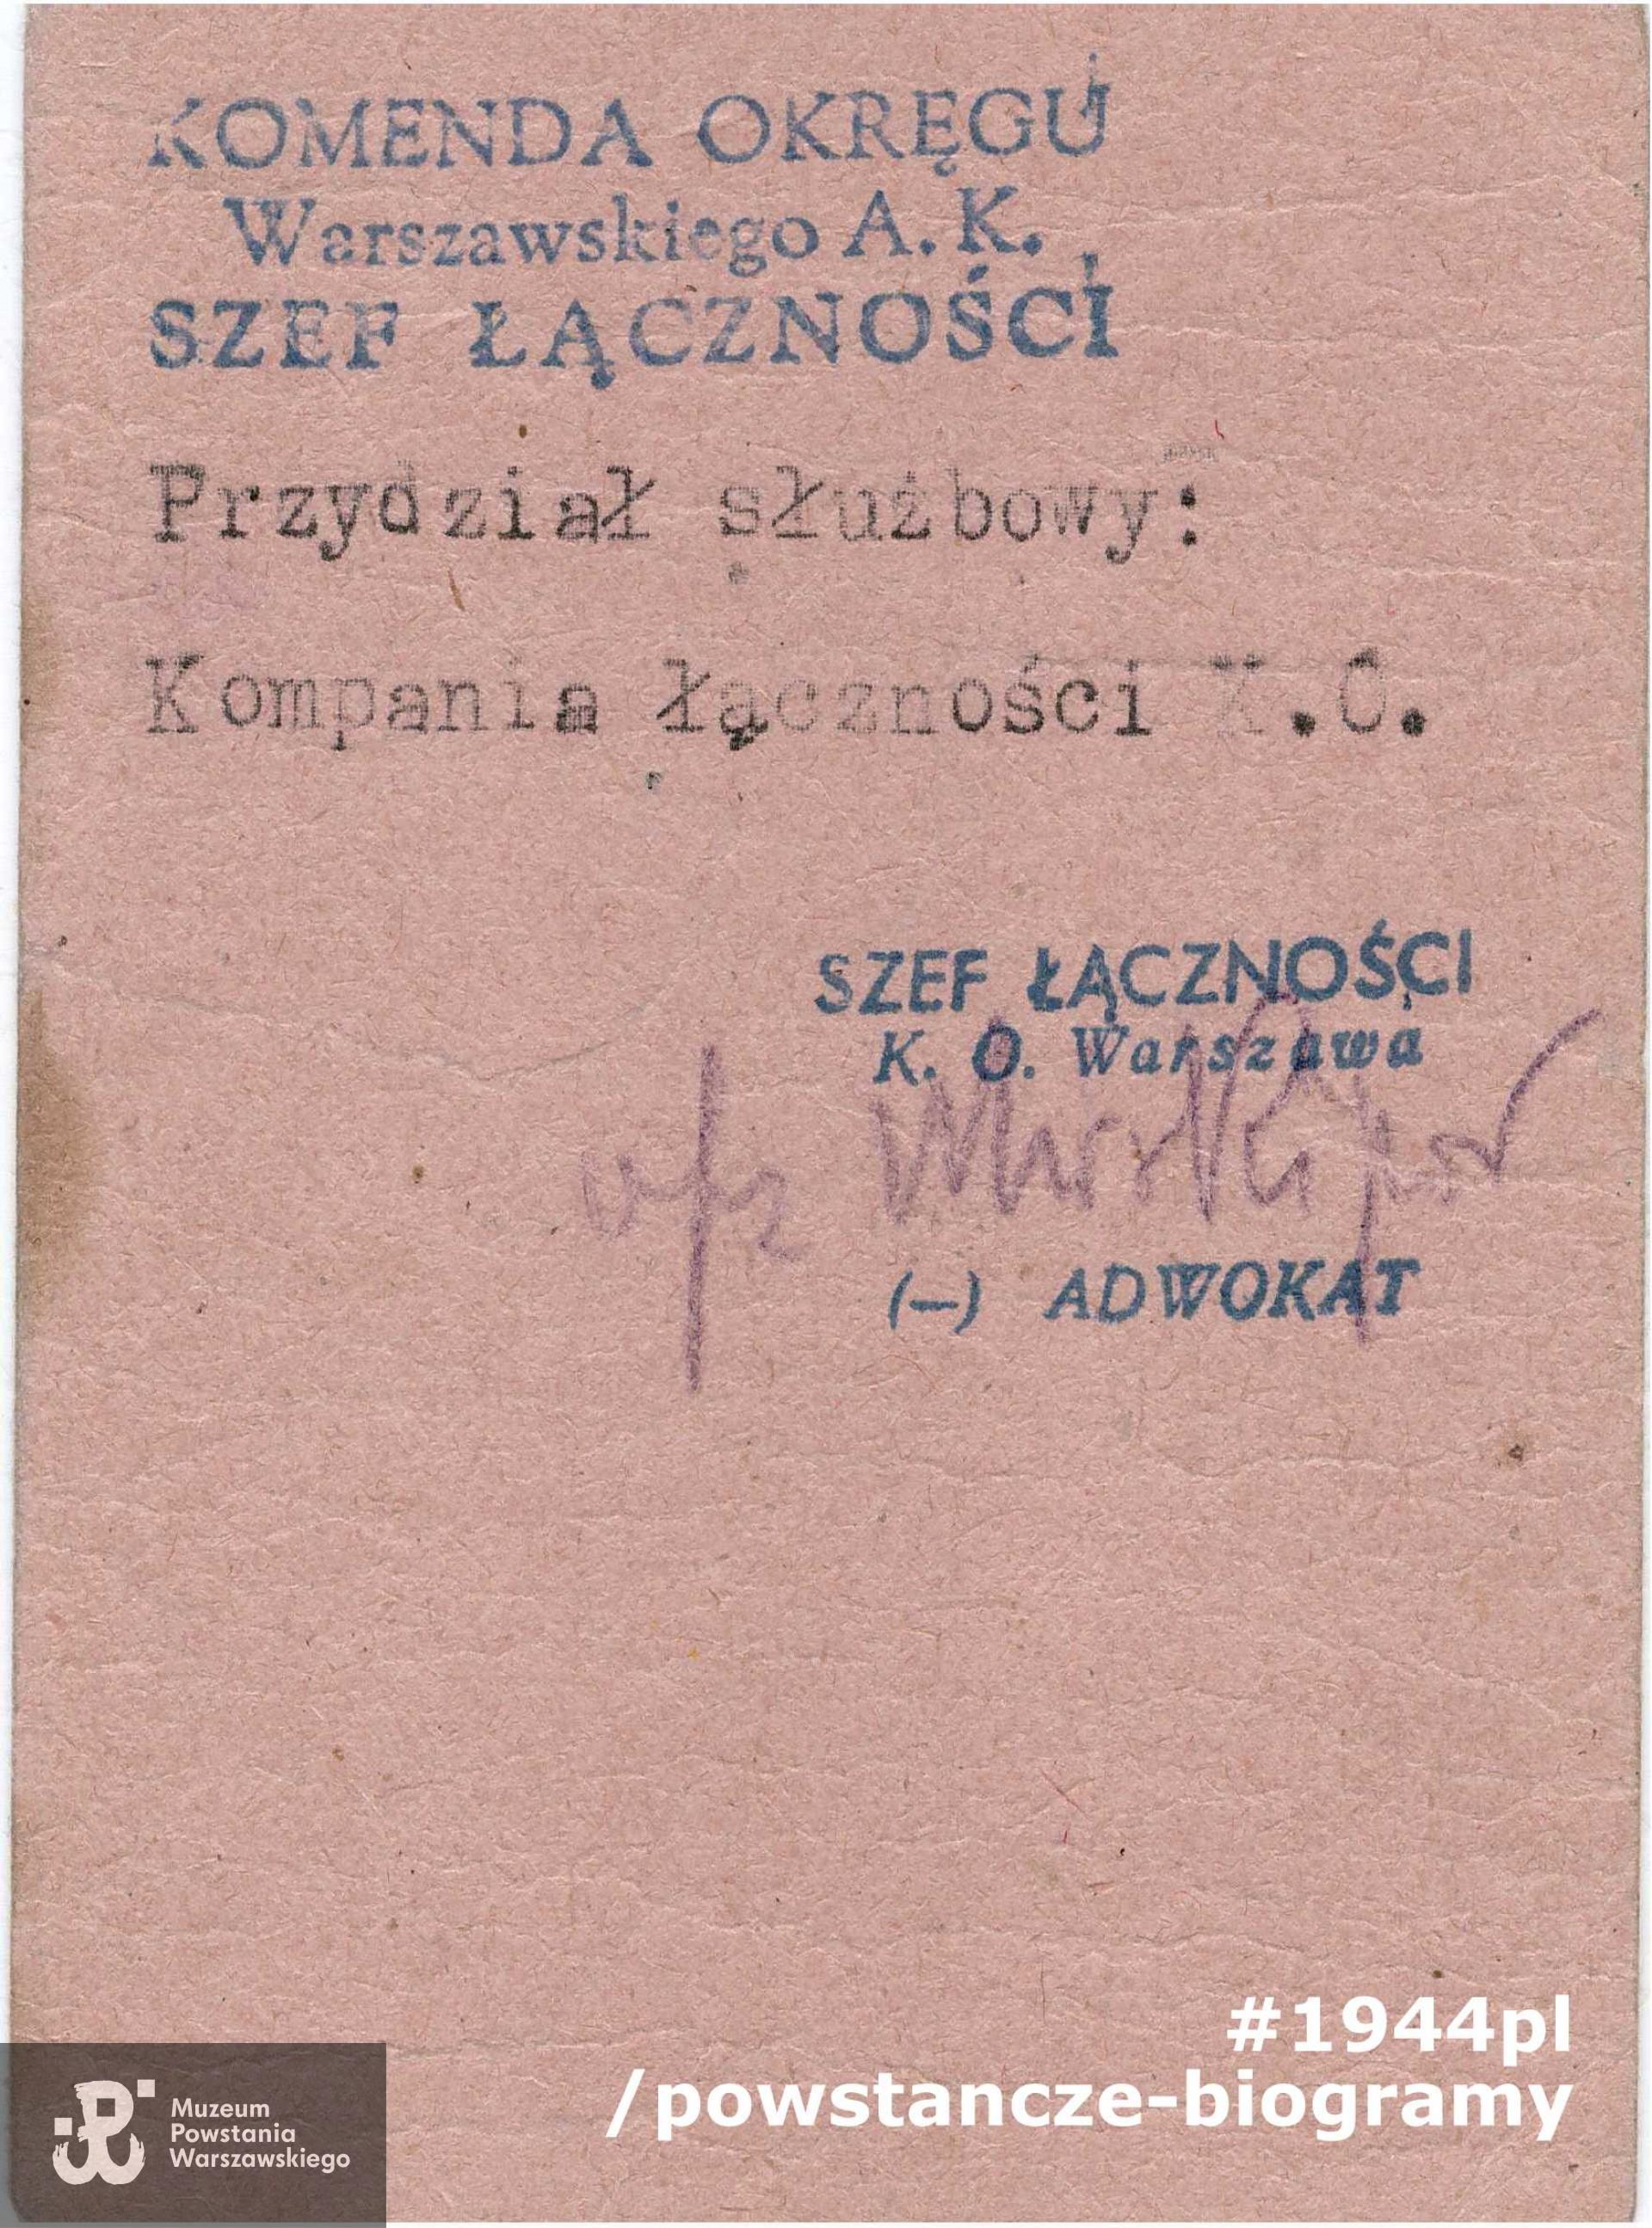 KOMENDA OKRĘGU
Warszawskiego A. K.
SZEF ŁĄCZNOŚCI
Przydział służbowy:
Kompania łączności K.O.
SZEF ŁĄCZNOŚCI
K. O. Warszawa
(—) ADWOKAT
#1944pl
/powstancze-biogramy
Muzeum
Powstania
Warszawskiego